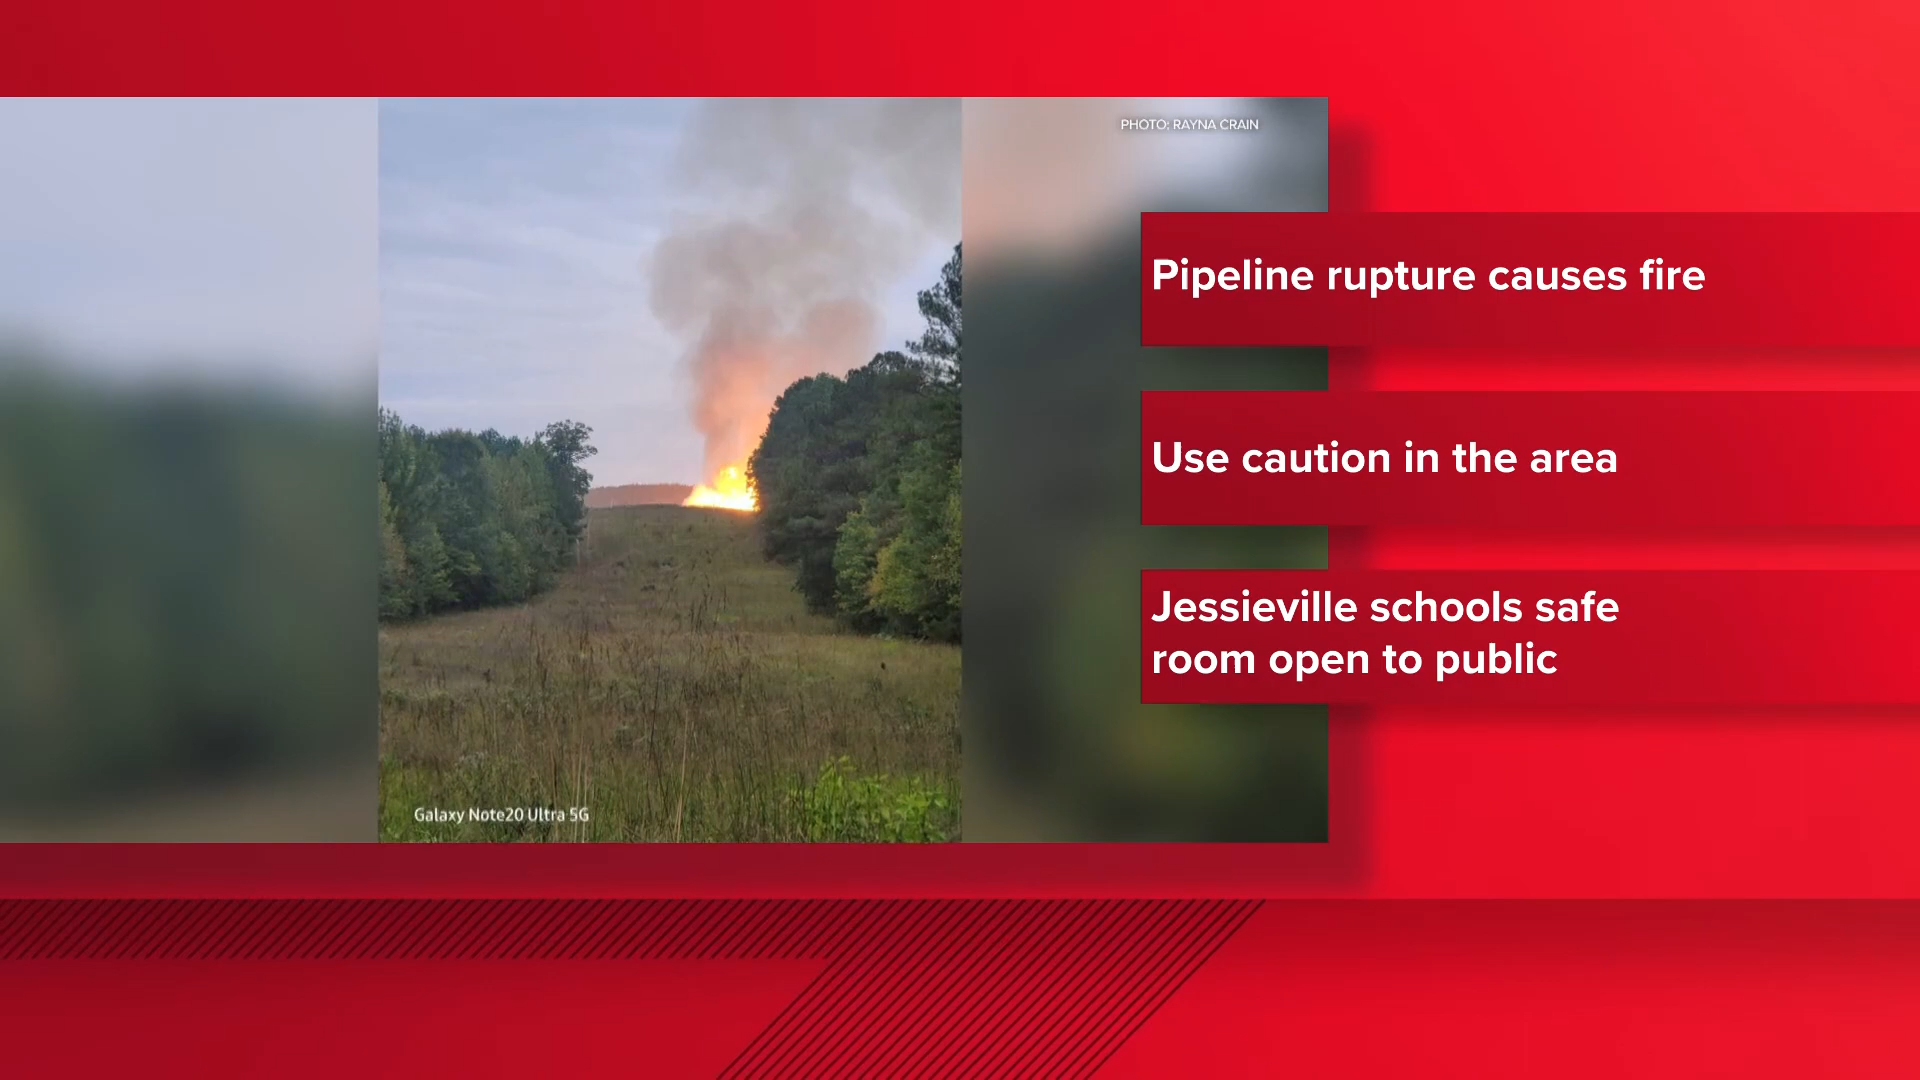 PHOTO: RAYNA CRAIN
Pipeline rupture causes fire
Use caution in the area
Jessieville schools safe
room open to public
Galaxy Note20 Ultra 5G